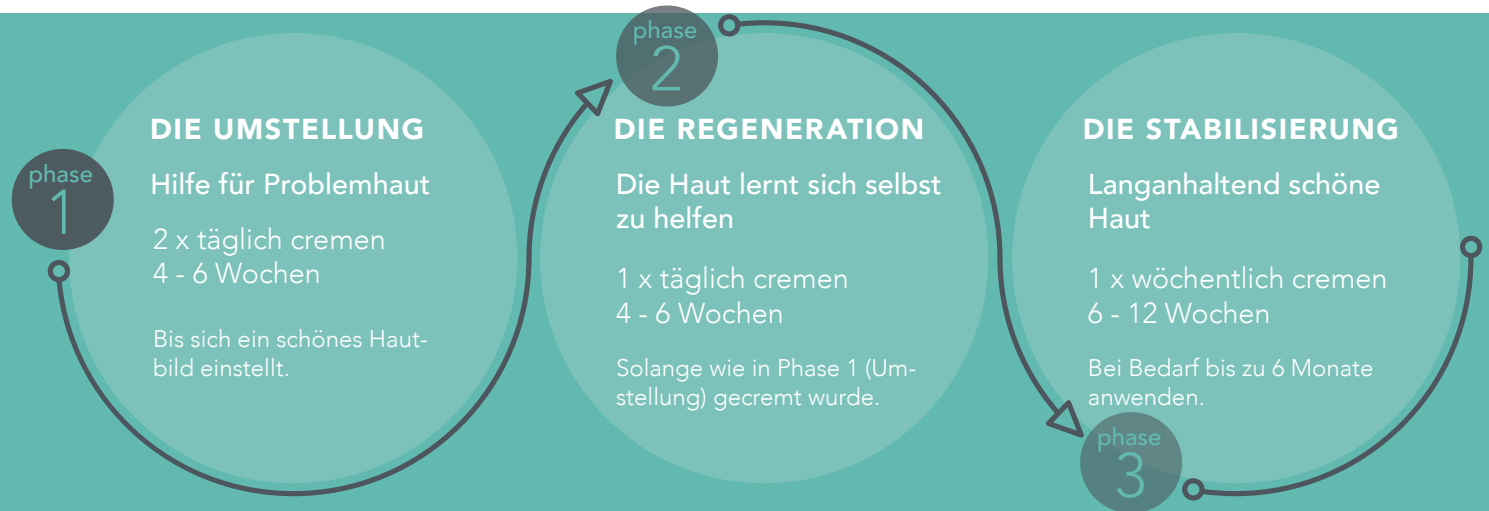 phase
1
DIE UMSTELLUNG
Hilfe für Problemhaut
2 x täglich cremen
4 - 6 Wochen
Bis sich ein schönes Haut-
bild einstellt.
phase
2
DIE REGENERATION
Die Haut lernt sich selbst
zu helfen
1 x täglich cremen
4 - 6 Wochen
Solange wie in Phase 1 (Um-
stellung) gecremt wurde.
DIE STABILISIERUNG
Langanhaltend schöne
Haut
1 x wöchentlich cremen
6 - 12 Wochen
Bei Bedarf bis zu 6 Monate
anwenden.
phase
3